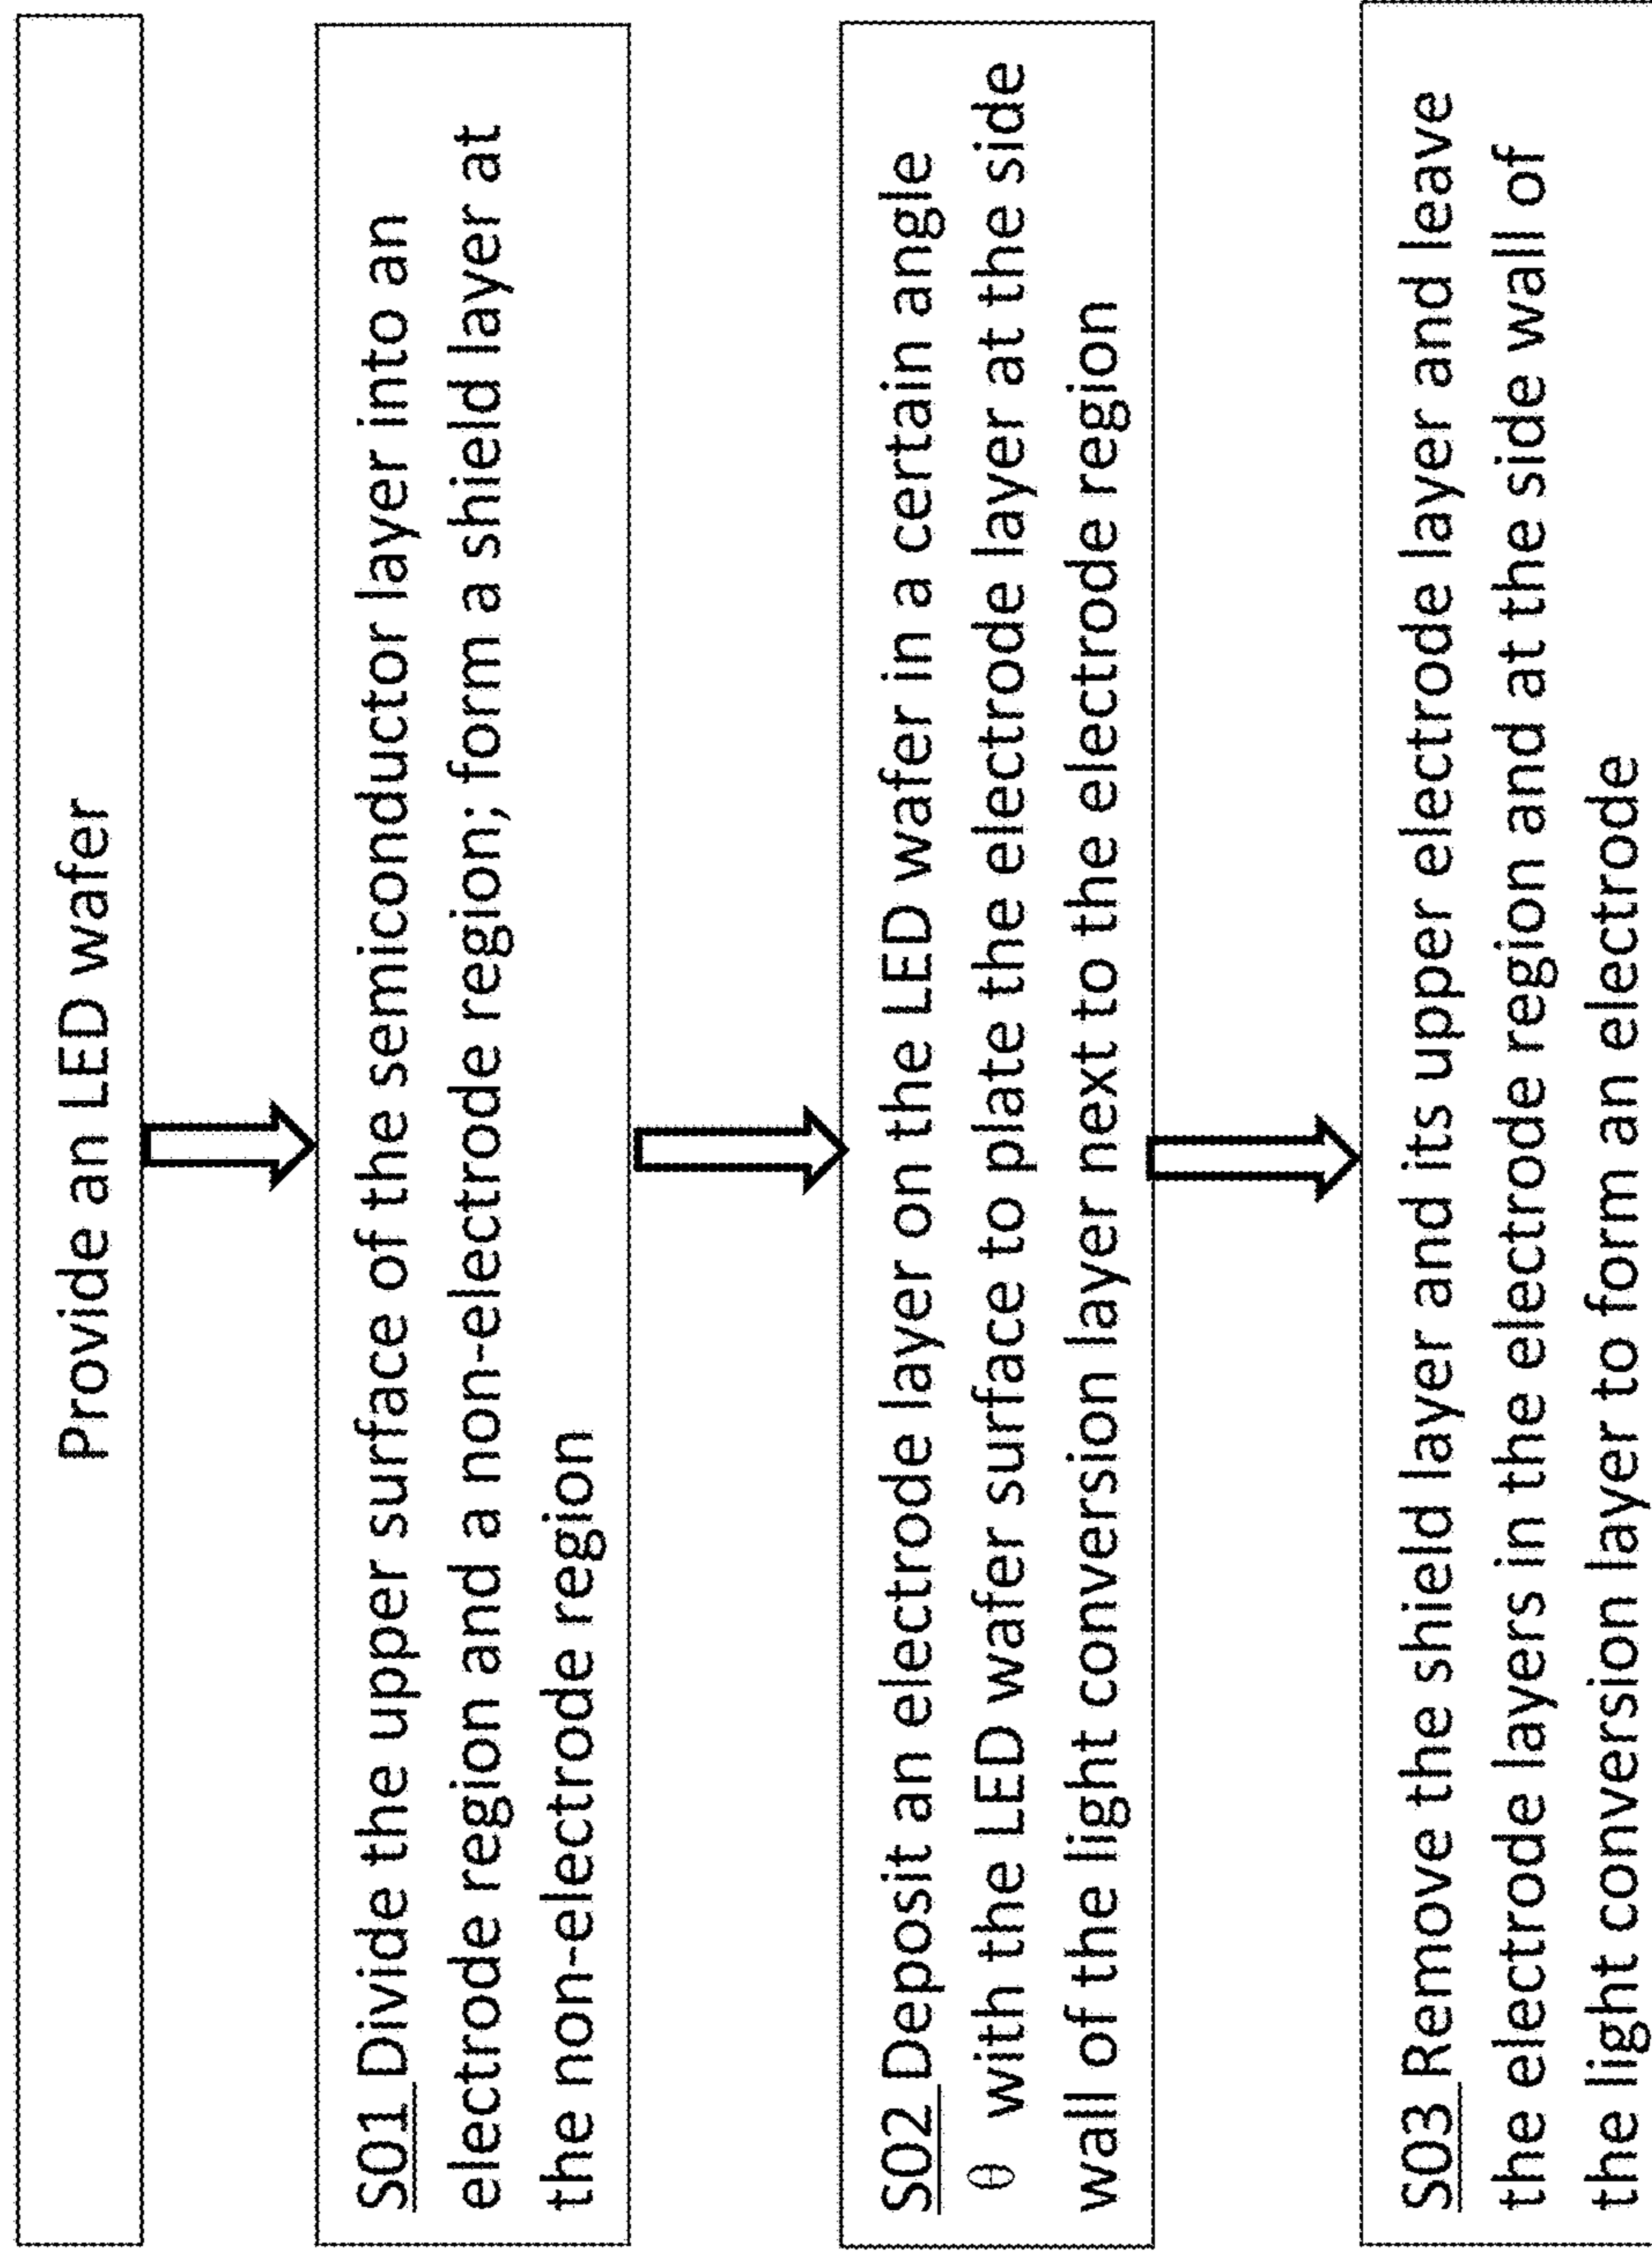 Provide an LED wafer
S01 Divide the upper surface of the semiconductor layer into an
electrode region and a non-electrode region; form a shield layer at
the non-electrode region
S02 Deposit an electrode layer on the LED wafer in a certain angle
θ with the LED wafer surface to plate the electrode layer at the side
wall of the light conversion layer next to the electrode region
S03 Remove the shield layer and its upper electrode layer and leave
the electrode layers in the electrode region and at the side wall of
the light conversion layer to form an electrode